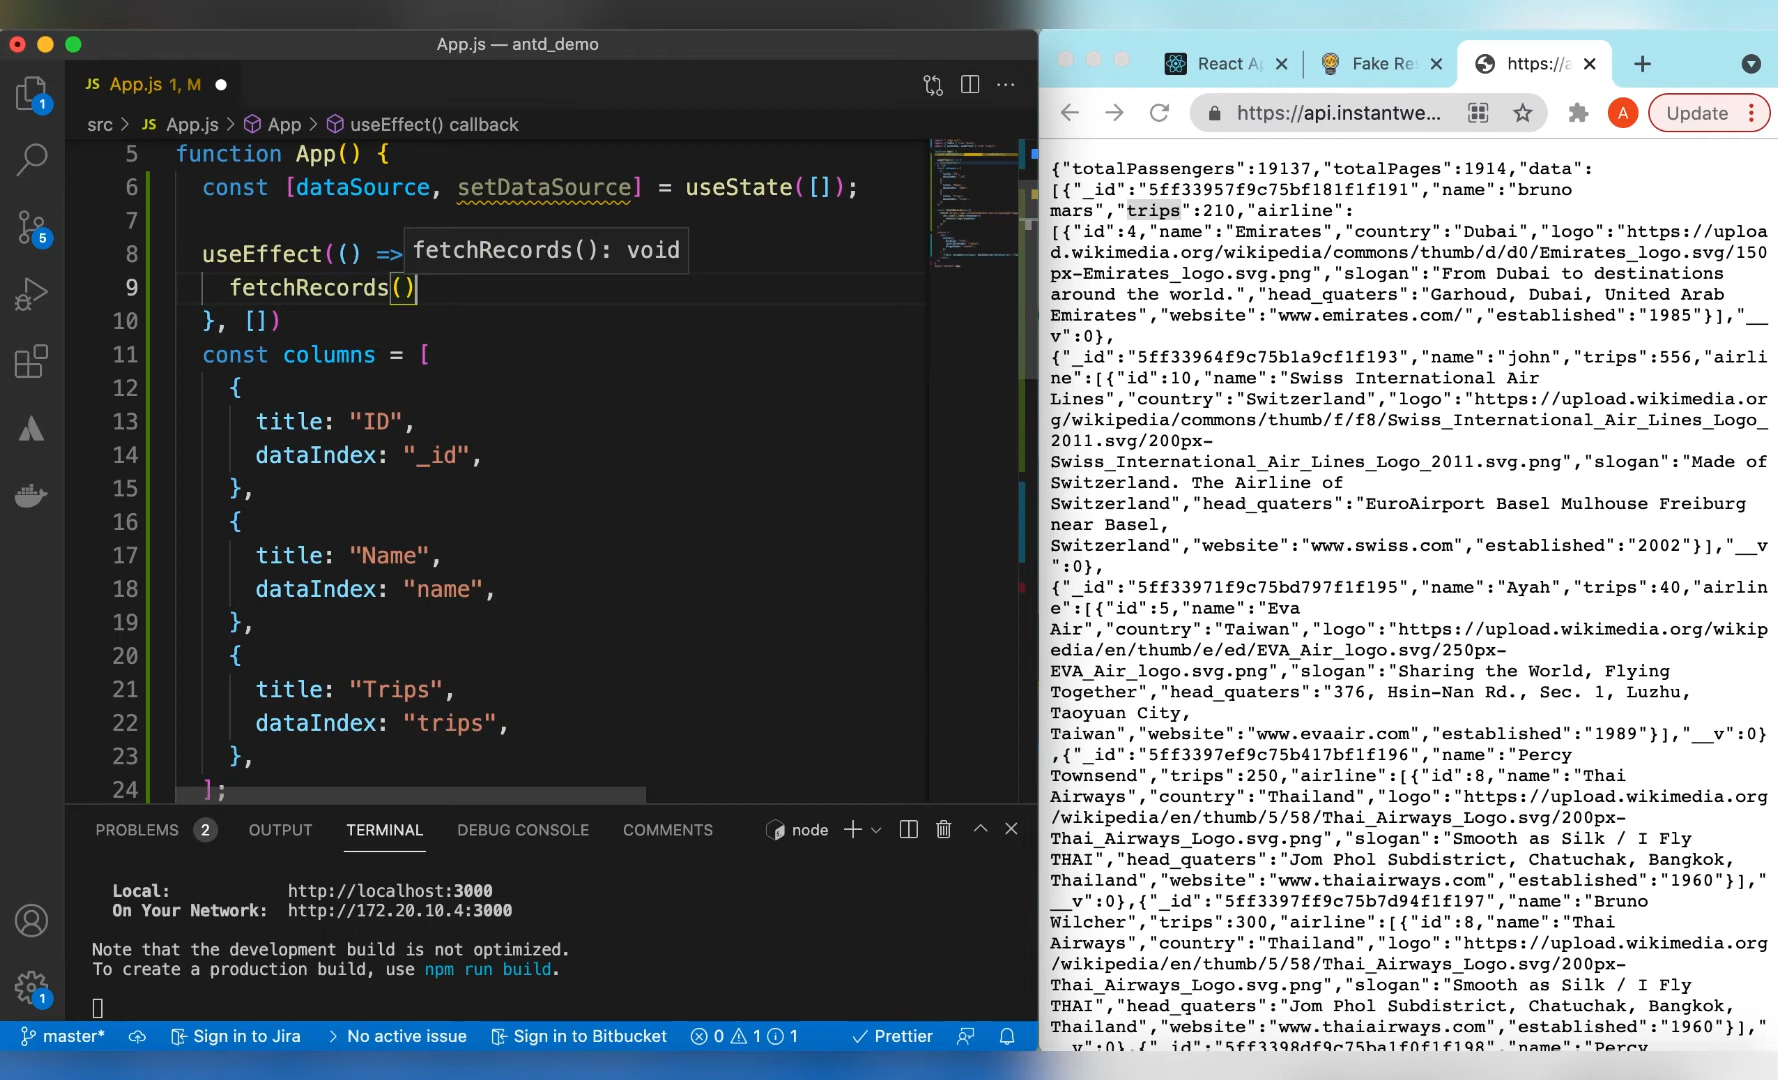 App.js — antd_demo
JS App.js 1, M
src > JS App.js > App > useEffect() callback
5 function App() {
6 const [dataSource, setDataSource] = useState([]);
7
8 useEffect(() =>
fetchRecords(): void
9 fetchRecords()
10 }, [])
11 const columns = [
12 {
13 title: "ID",
14 dataIndex: "_id",
15 },
16 {
17 title: "Name",
18 dataIndex: "name",
19 },
20 {
21 title: "Trips",
22 dataIndex: "trips",
23 },
24 ];
1
5
1
PROBLEMS 2 OUTPUT TERMINAL DEBUG CONSOLE COMMENTS node
Local: http://localhost:3000
On Your Network: http://172.20.10.4:3000
Note that the development build is not optimized.
To create a production build, use npm run build.
master* Sign in to Jira > No active issue Sign in to Bitbucket 0 1 1 Prettier
React Ap Fake Re https://a
https://api.instantwe... A Update
{"totalPassengers":19137,"totalPages":1914,"data":
[{"_id":"5ff33957f9c75bf181f1f191","name":"bruno
mars","trips":210,"airline":
[{"id":4,"name":"Emirates","country":"Dubai","logo":"https://uploa
d.wikimedia.org/wikipedia/commons/thumb/d/d0/Emirates_logo.svg/150
px-Emirates_logo.svg.png","slogan":"From Dubai to destinations
around the world.","head_quaters":"Garhoud, Dubai, United Arab
Emirates","website":"www.emirates.com/","established":"1985"}],"__
v":0},
{"_id":"5ff33964f9c75b1a9cf1f193","name":"john","trips":556,"airli
ne":[{"id":10,"name":"Swiss International Air
Lines","country":"Switzerland","logo":"https://upload.wikimedia.or
g/wikipedia/commons/thumb/f/f8/Swiss_International_Air_Lines_Logo_
2011.svg/200px-
Swiss_International_Air_Lines_Logo_2011.svg.png","slogan":"Made of
Switzerland. The Airline of
Switzerland","head_quaters":"EuroAirport Basel Mulhouse Freiburg
near Basel,
Switzerland","website":"www.swiss.com","established":"2002"}],"__v
":0},
{"_id":"5ff33971f9c75bd797f1f195","name":"Ayah","trips":40,"airlin
e":[{"id":5,"name":"Eva
Air","country":"Taiwan","logo":"https://upload.wikimedia.org/wikip
edia/en/thumb/e/ed/EVA_Air_logo.svg/250px-
EVA_Air_logo.svg.png","slogan":"Sharing the World, Flying
Together","head_quaters":"376, Hsin-Nan Rd., Sec. 1, Luzhu,
Taoyuan City,
Taiwan","website":"www.evaair.com","established":"1989"}],"__v":0}
,{"_id":"5ff3397ef9c75b417bf1f196","name":"Percy
Townsend","trips":250,"airline":[{"id":8,"name":"Thai
Airways","country":"Thailand","logo":"https://upload.wikimedia.org
/wikipedia/en/thumb/5/58/Thai_Airways_Logo.svg/200px-
Thai_Airways_Logo.svg.png","slogan":"Smooth as Silk / I Fly
THAI","head_quaters":"Jom Phol Subdistrict, Chatuchak, Bangkok,
Thailand","website":"www.thaiairways.com","established":"1960"}],"
__v":0},{"_id":"5ff3397ff9c75b7d94f1f197","name":"Bruno
Wilcher","trips":300,"airline":[{"id":8,"name":"Thai
Airways","country":"Thailand","logo":"https://upload.wikimedia.org
/wikipedia/en/thumb/5/58/Thai_Airways_Logo.svg/200px-
Thai_Airways_Logo.svg.png","slogan":"Smooth as Silk / I Fly
THAI","head_quaters":"Jom Phol Subdistrict, Chatuchak, Bangkok,
Thailand","website":"www.thaiairways.com","established":"1960"}],"
__v":0},{"_id":"5ff3398df9c75ba1f0f1f198","name":"Percy